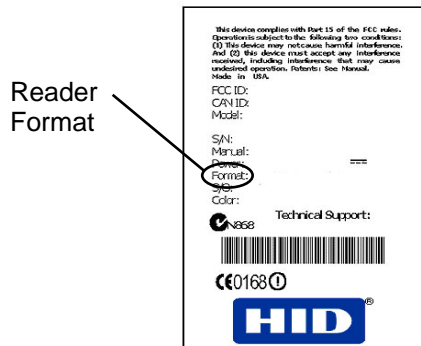 This device complies with Part 15 of the FCC rules.
Operation is subject to the following two conditions:
(1) This device may not cause harmful interference.
And (2) this device must accept any interference
received, including interference that may cause
undesired operation. Patents: See Manual.
Made in USA.
FCC ID:
CAN ID:
Model:
S/N:
Manual:
Power:
Reader
Format
Format:
S/O:
Color:
Technical Support:
N868
CE0168
HID®